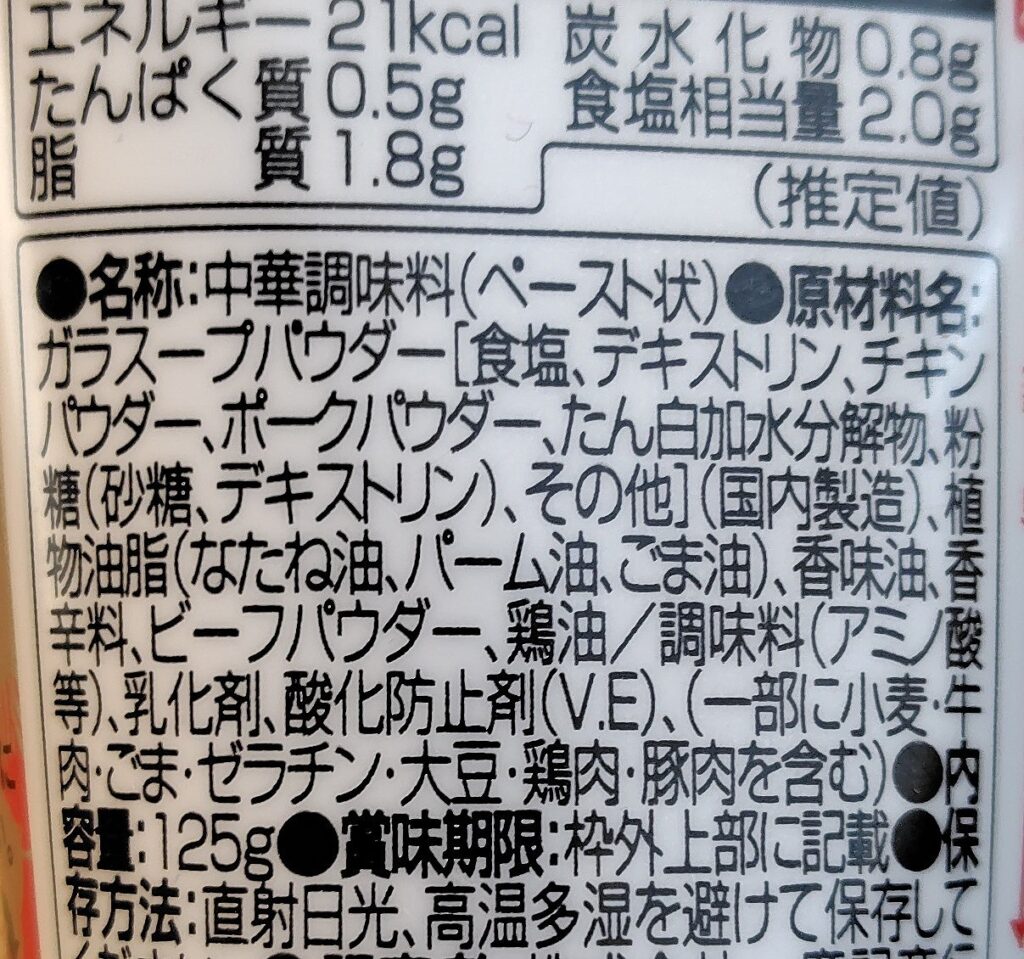 エネルギー 21kcal 炭水化物 0.8g
たんぱく質 0.5g 食塩相当量 2.0g
脂質 1.8g
(推定値)
●名称:中華調味料(ペースト状)●原材料名:
ガラスープパウダー[食塩、デキストリン、チキン
パウダー、ポークパウダー、たん白加水分解物、粉
糖(砂糖、デキストリン)、その他](国内製造)、植
物油脂(なたね油、パーム油、ごま油)、香味油、香
辛料、ビーフパウダー、鶏油／調味料(アミノ酸
等)、乳化剤、酸化防止剤(V.E)、(一部に小麦・牛
肉・ごま・ゼラチン・大豆・鶏肉・豚肉を含む)●内
容量:125g●賞味期限:枠外上部に記載●保
存方法:直射日光、高温多湿を避けて保存して